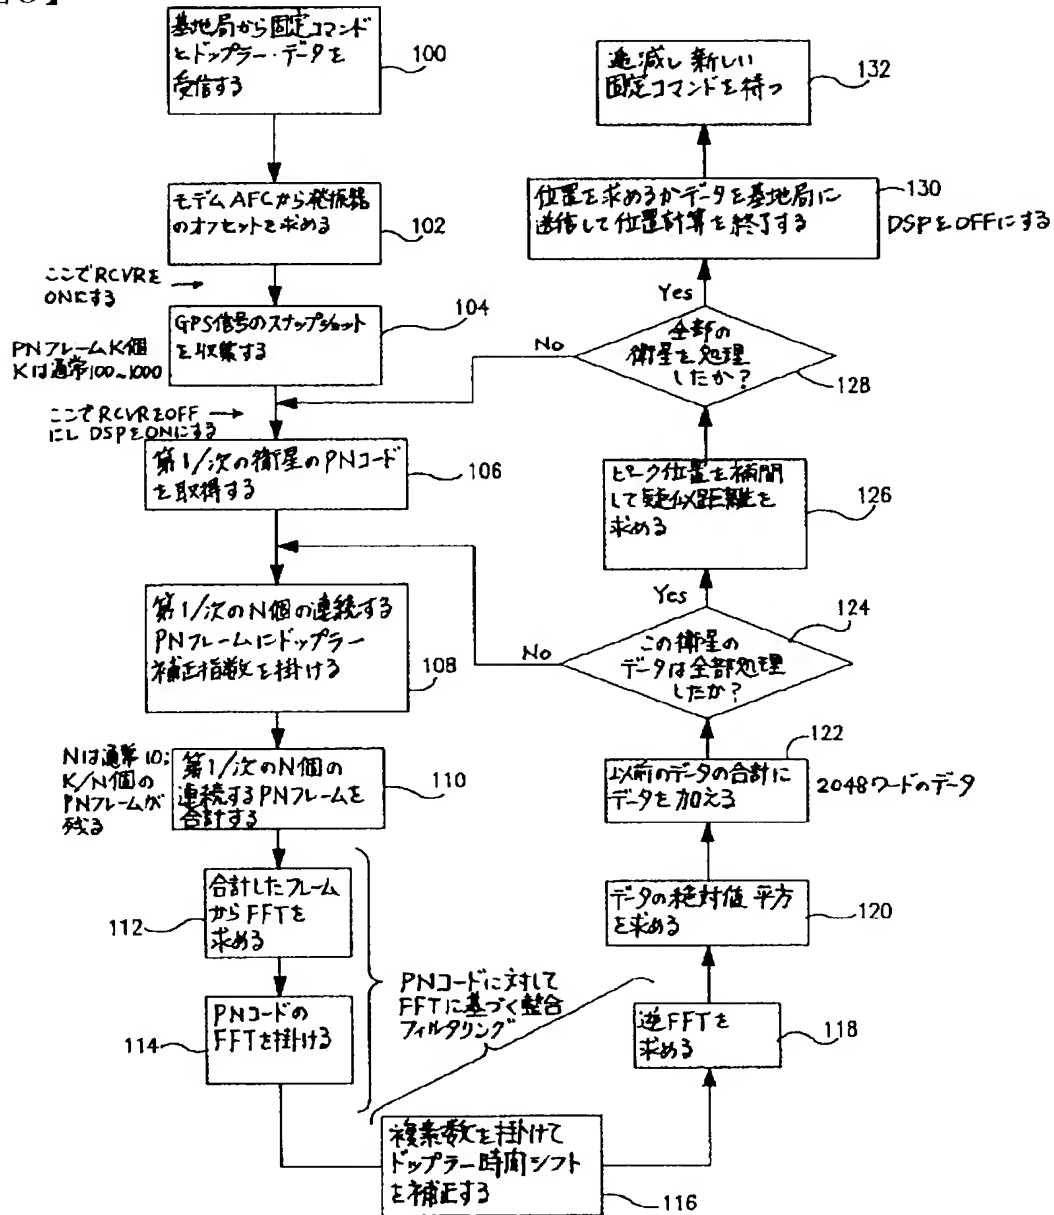 基地局から固定コマンド
とドップラー・データを
受信する
100
モデムAFCから発振器
のオフセットを求める
102
ここでRCVRを
ONにする
GPS信号のスナップショット
を収集する
104
PNフレームK個
Kは通常100~1000
ここでRCVRをOFF
にし DSPをONにする
第1/次の衛星のPNコード
を取得する
106
第1/次のN個の連続する
PNフレームにドップラー
補正指数を掛ける
108
Nは通常10;
K/N個の
PNフレームが
残る
第1/次のN個の
連続するPNフレームを
合計する
110
合計したフレーム
からFFTを
求める
112
PNコードの
FFTを掛ける
114
PNコードに対して
FFTに基づく整合
フィルタリング
複素数を掛けて
ドップラー時間シフト
を補正する
116
逆FFTを
求める
118
データの絶対値平方
を求める
120
以前のデータの合計に
データを加える
122
2048ワードのデータ
この衛星の
データは全部処理
したか?
124
No
Yes
ピーク位置を補間
して疑似距離を
求める
126
全部の
衛星を処理
したか?
128
No
Yes
位置を求めるかデータを基地局に
送信して位置計算を終了する
130
DSPをOFFにする
逓減し新しい
固定コマンドを待つ
132